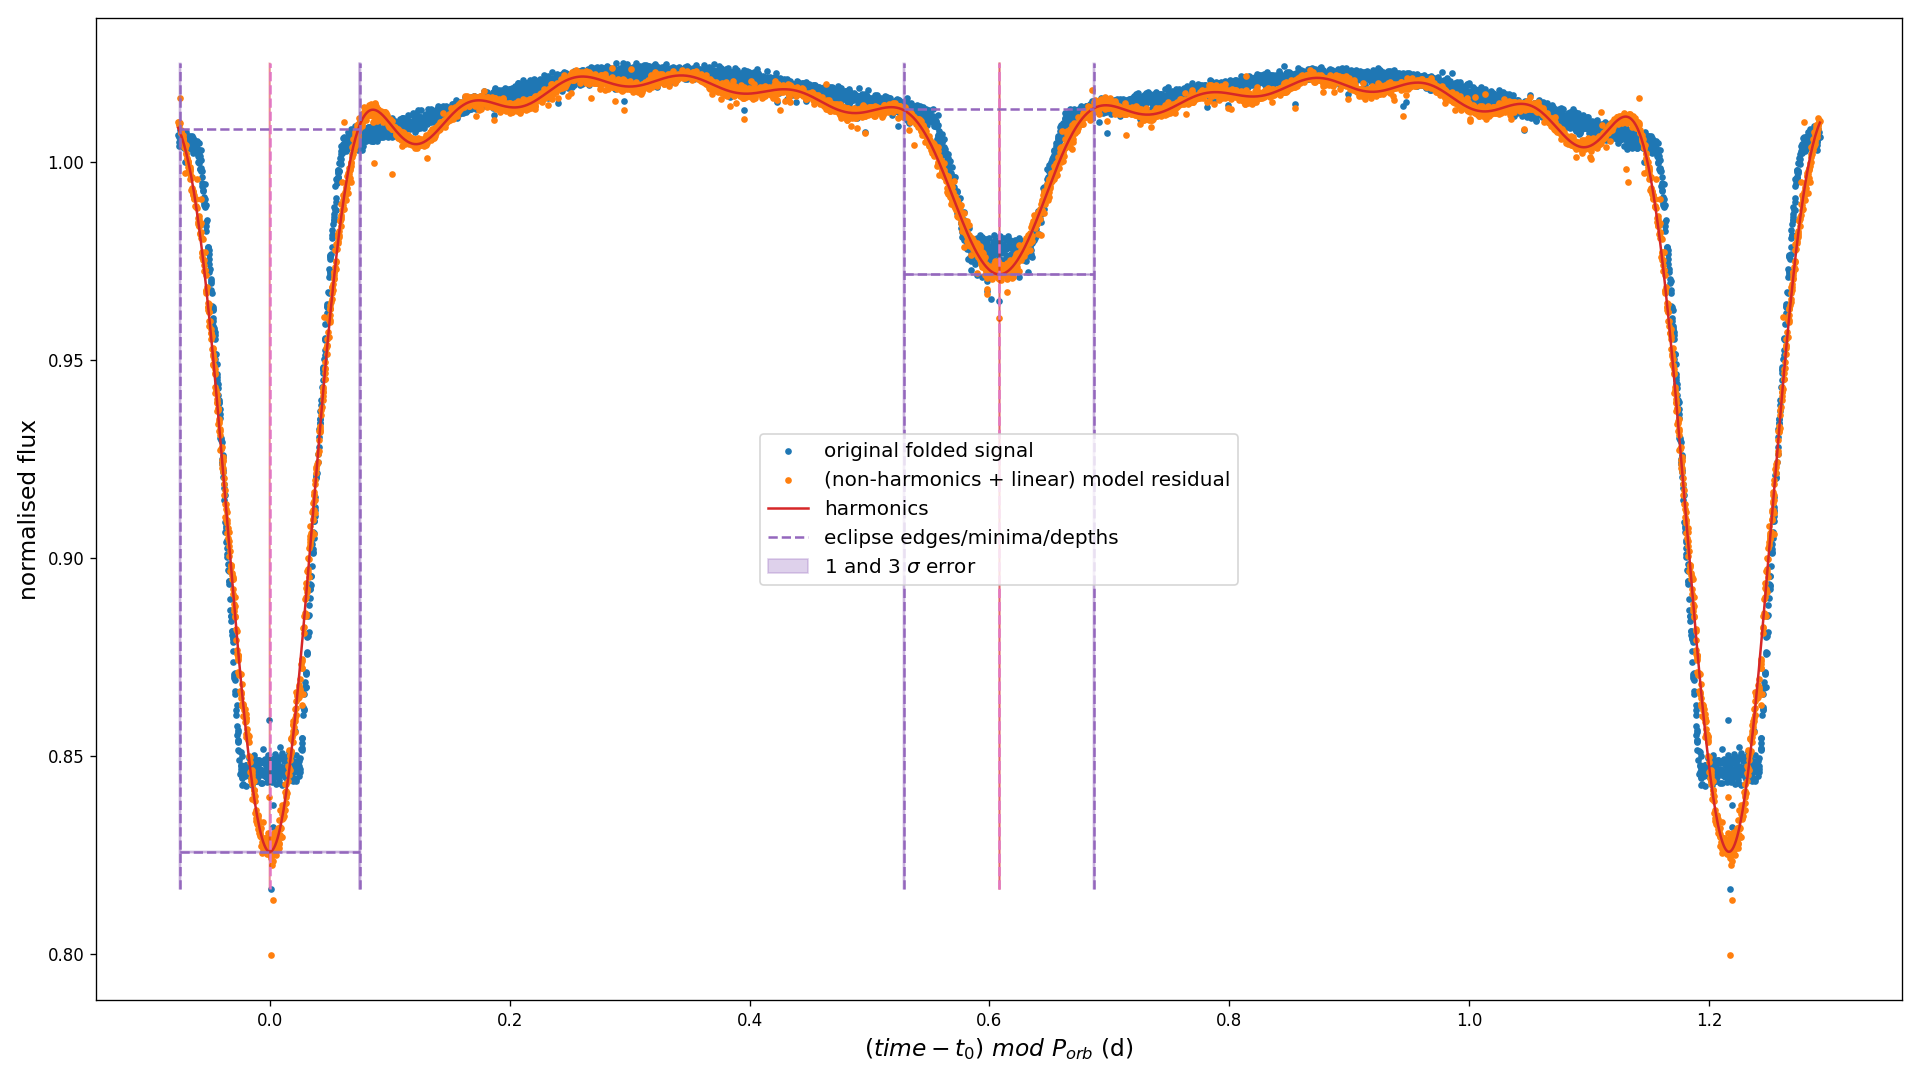 normalised flux
1.00
0.95
0.90
0.85
0.80
original folded signal
(non-harmonics + linear) model residual
harmonics
eclipse edges/minima/depths
1 and 3 σ error
0.0 0.2 0.4 0.6 0.8 1.0 1.2
(time − t₀) mod Pₒᵣb (d)